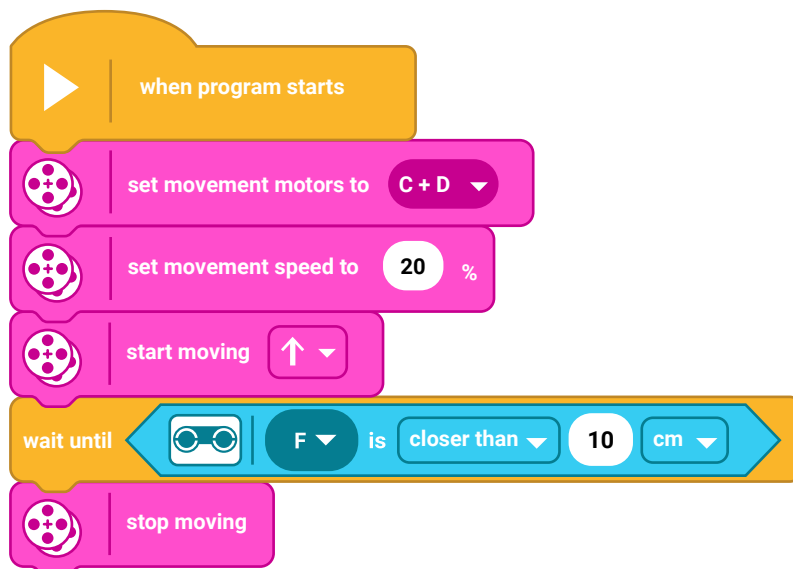 when program starts
set movement motors to C + D
set movement speed to 20 %
start moving
wait until F is closer than 10 cm
stop moving